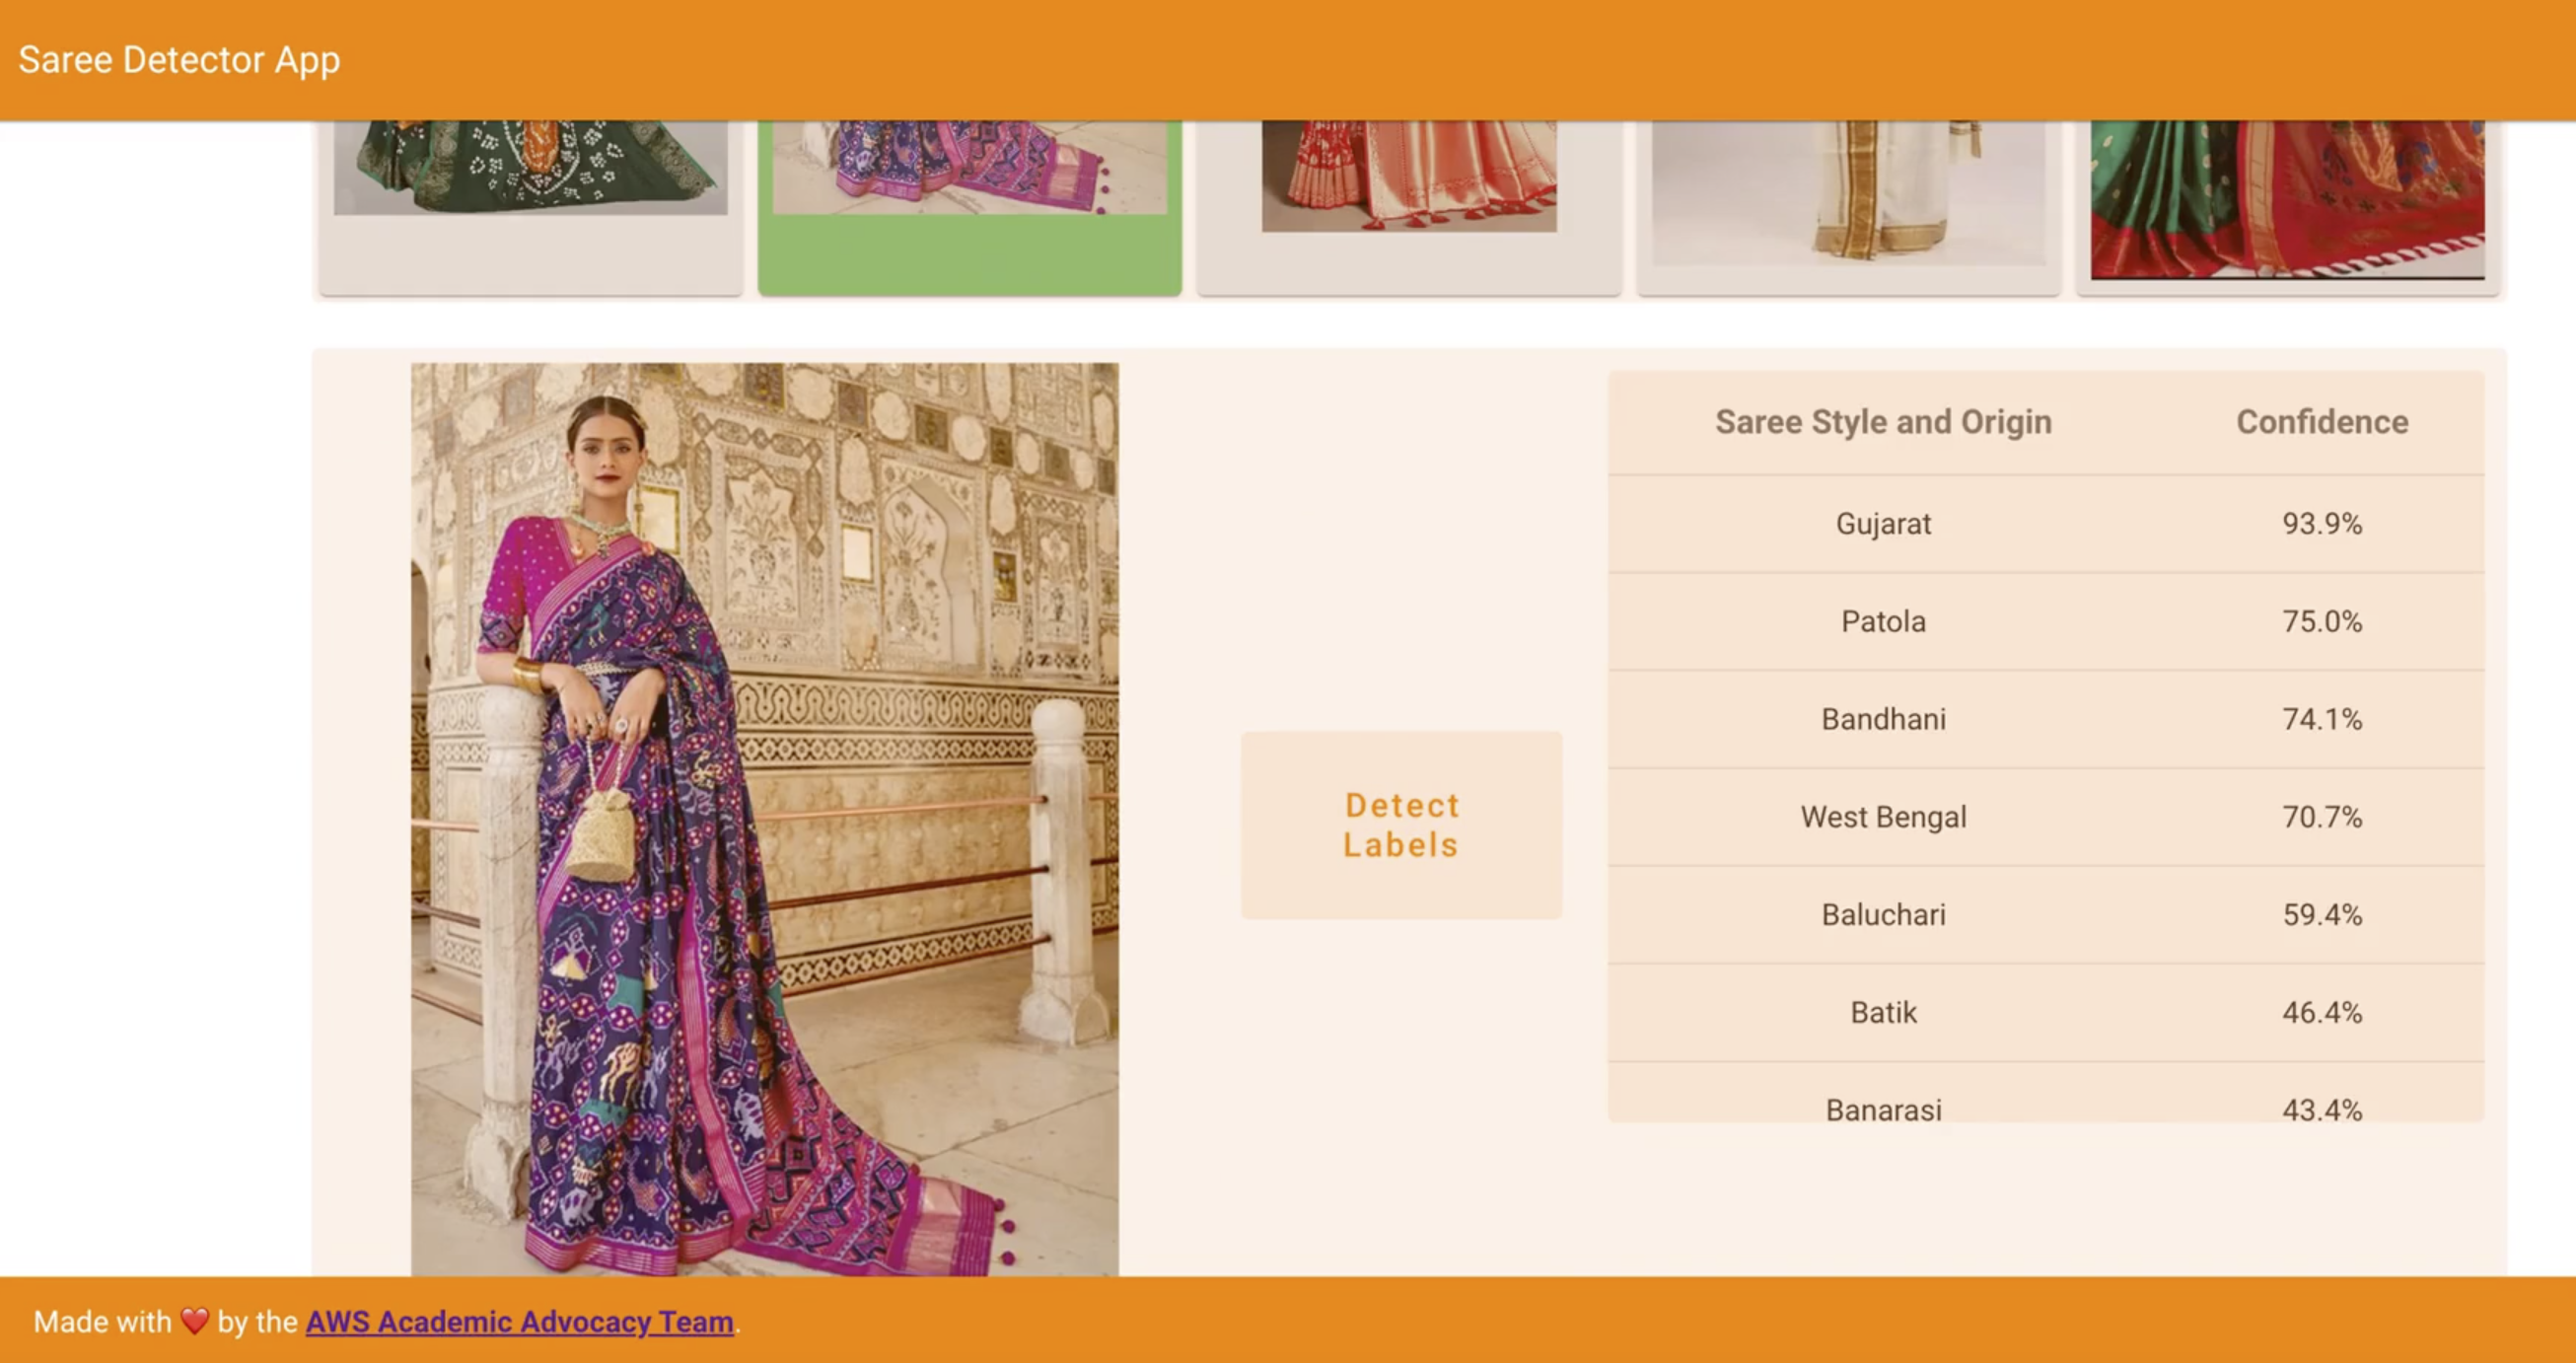 Saree Detector App
Saree Style and Origin Confidence
Gujarat 93.9%
Patola 75.0%
Bandhani 74.1%
West Bengal 70.7%
Baluchari 59.4%
Batik 46.4%
Banarasi 43.4%
Detect
Labels
Made with ❤️ by the AWS Academic Advocacy Team.